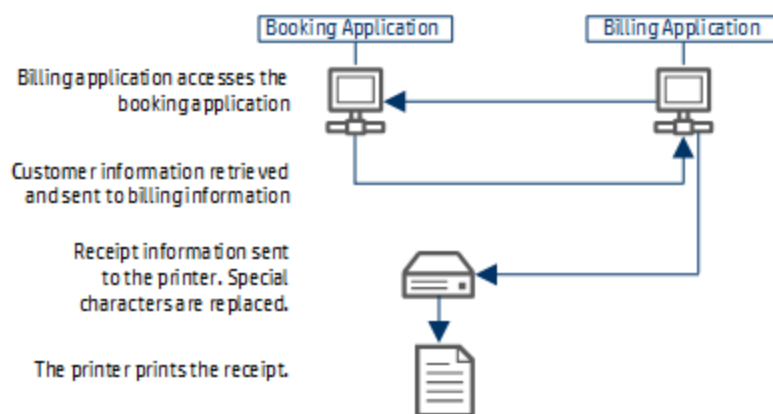 Booking Application
Billing Application
Billing application accesses the
booking application
Customer information retrieved
and sent to billing information
Receipt information sent
to the printer. Special
characters are replaced.
The printer prints the receipt.